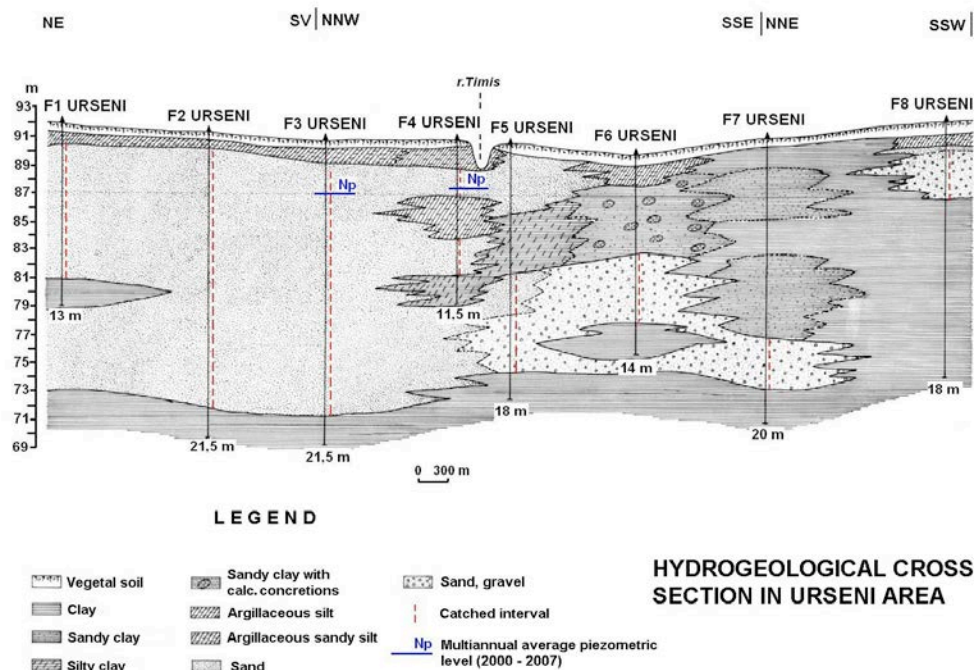 NE SV NNW SSE NNE SSW
r.Timis
m
F1 URSENI F2 URSENI F3 URSENI F4 URSENI F5 URSENI F6 URSENI F7 URSENI F8 URSENI
93
91
89
87
85
83
81
79
77
75
73
71
69
Np Np
13 m
11.5 m
14 m
18 m
18 m
20 m
21,5 m
21,5 m
0 300 m
LEGEND
Vegetal soil
Clay
Sandy clay
Silty clay
Sandy clay with
calc. concretions
Argillaceous silt
Argillaceous sandy silt
Sand
Sand, gravel
Catched interval
Np Multiannual average piezometric
level (2000 - 2007)
HYDROGEOLOGICAL CROSS
SECTION IN URSENI AREA